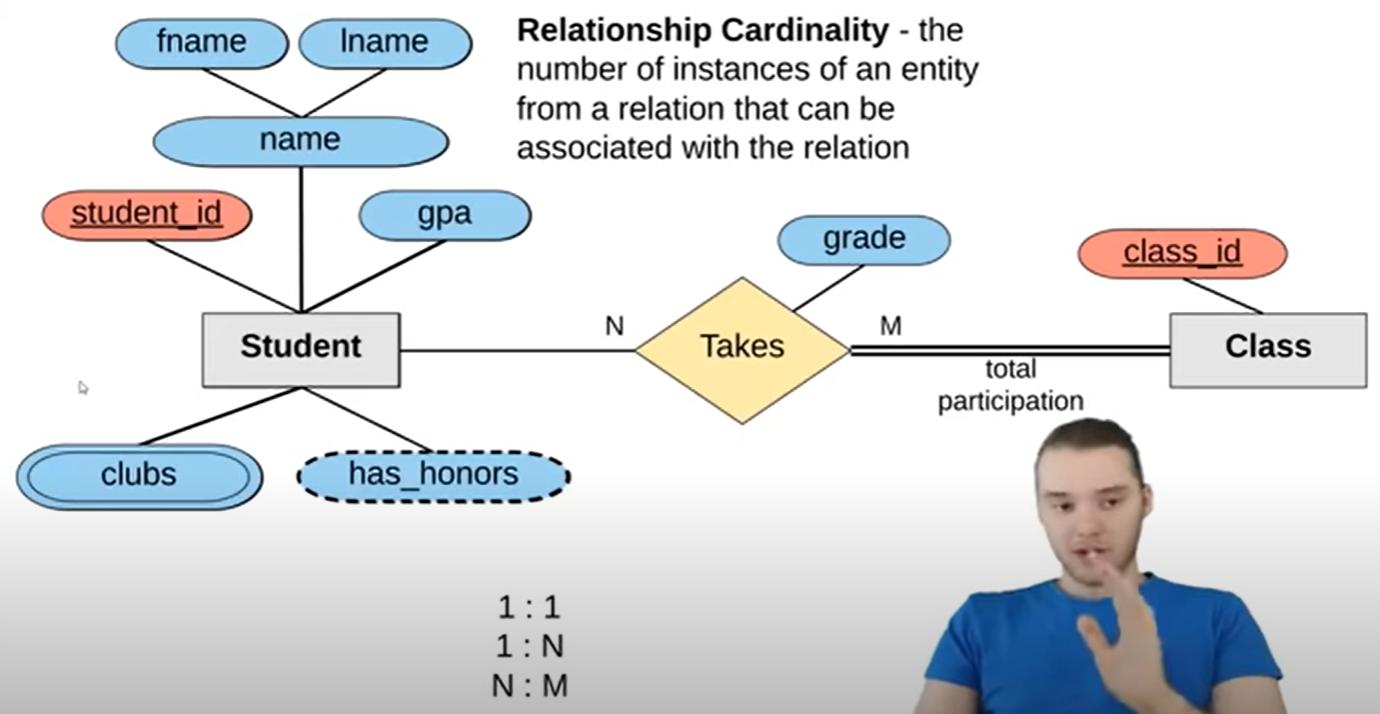 fname
lname
Relationship Cardinality - the
number of instances of an entity
from a relation that can be
associated with the relation
name
student_id
gpa
grade
class_id
Student
N
Takes
M
Class
total
participation
clubs
has_honors
1 : 1
1 : N
N : M